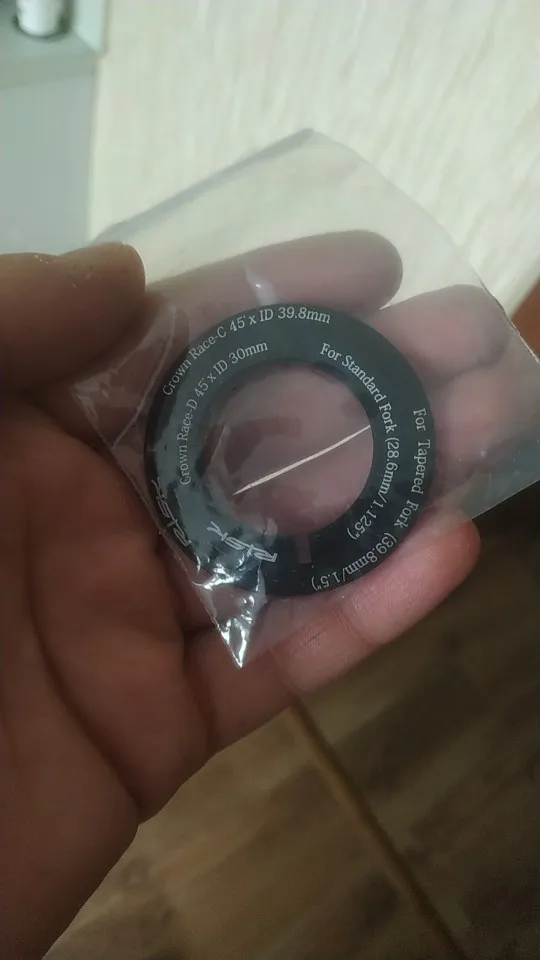 Crown Race-C 45°x ID 39.8mm
For Tapered Fork (39.8mm/1.5")
RISK
Crown Race-D 45°x ID 30mm
For Standard Fork (28.6mm/1.125")
RISK